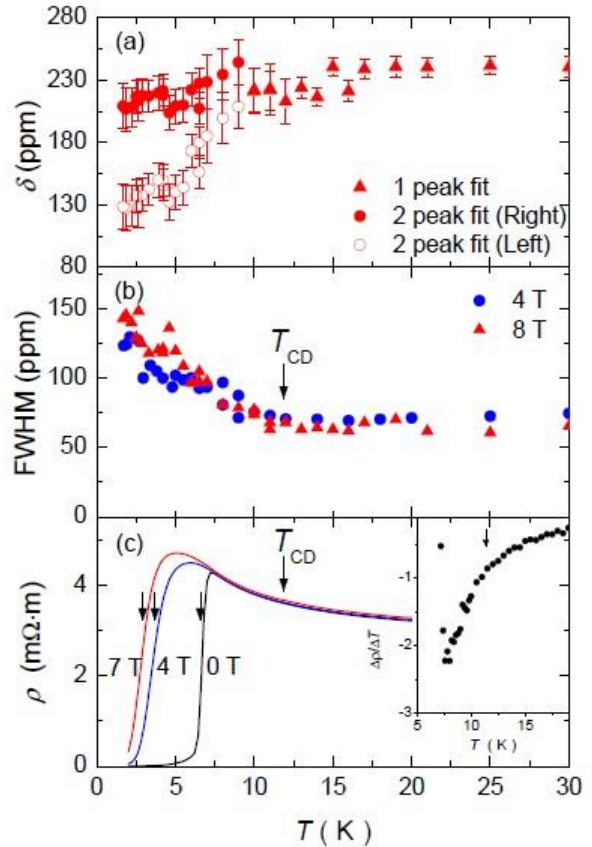 (a)
δ (ppm)
280
230
180
130
80
1 peak fit
2 peak fit (Right)
2 peak fit (Left)
(b)
FWHM (ppm)
150
100
50
0
4 T
8 T
T_CD
(c)
ρ (mΩ·m)
4
2
0
7 T 4 T 0 T
T_CD
Δρ/ΔT
-1
-2
-3
5 10 15
T ( K )
0 5 10 15 20 25 30
T ( K )